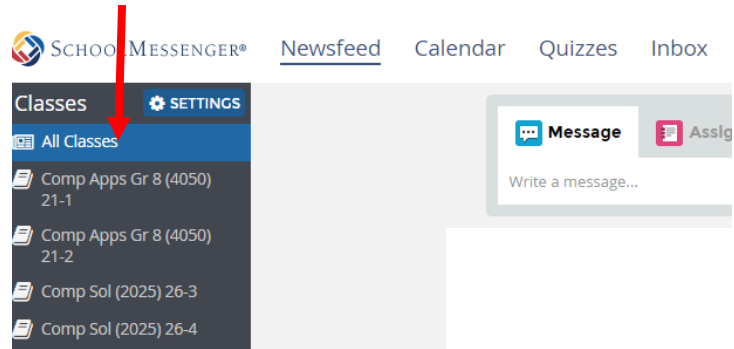 SCHOOLMESSENGER® Newsfeed Calendar Quizzes Inbox
Classes SETTINGS
All Classes
Comp Apps Gr 8 (4050)
21-1
Comp Apps Gr 8 (4050)
21-2
Comp Sol (2025) 26-3
Comp Sol (2025) 26-4
Message
Write a message...